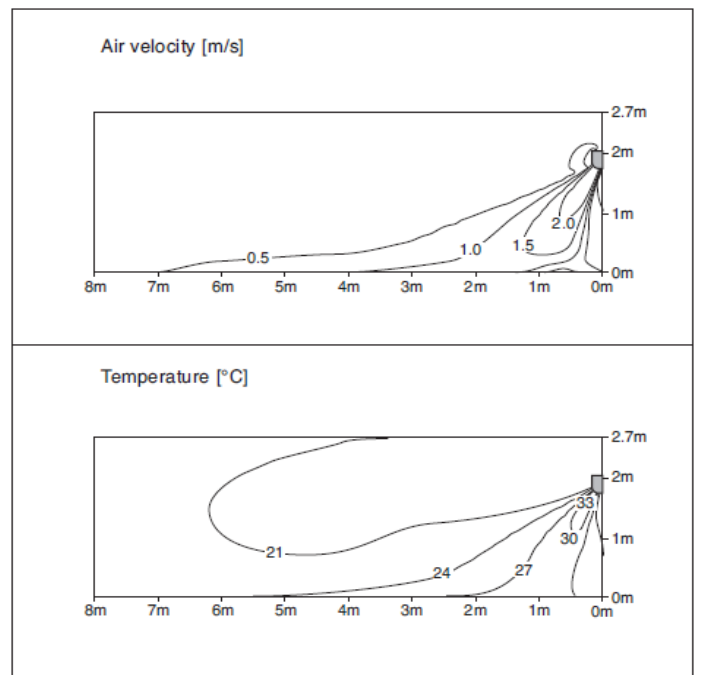 Air velocity [m/s]
2.7m
2m
1m
2.0
1.5
1.0
0.5
0m
8m 7m 6m 5m 4m 3m 2m 1m 0m
Temperature [°C]
2.7m
2m
33
1m
30
21
27
24
0m
8m 7m 6m 5m 4m 3m 2m 1m 0m